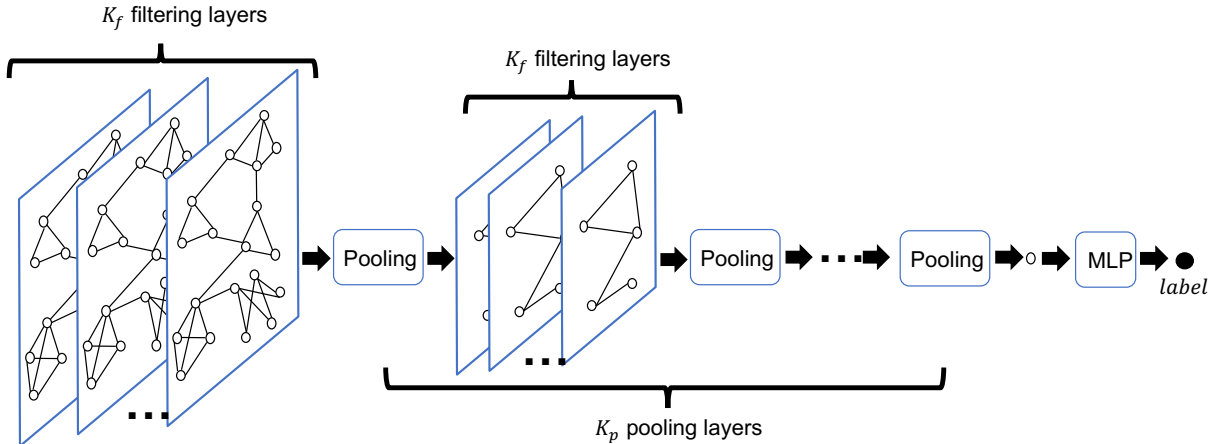 K_f filtering layers
K_f filtering layers
Pooling
Pooling
Pooling
MLP
label
K_p pooling layers